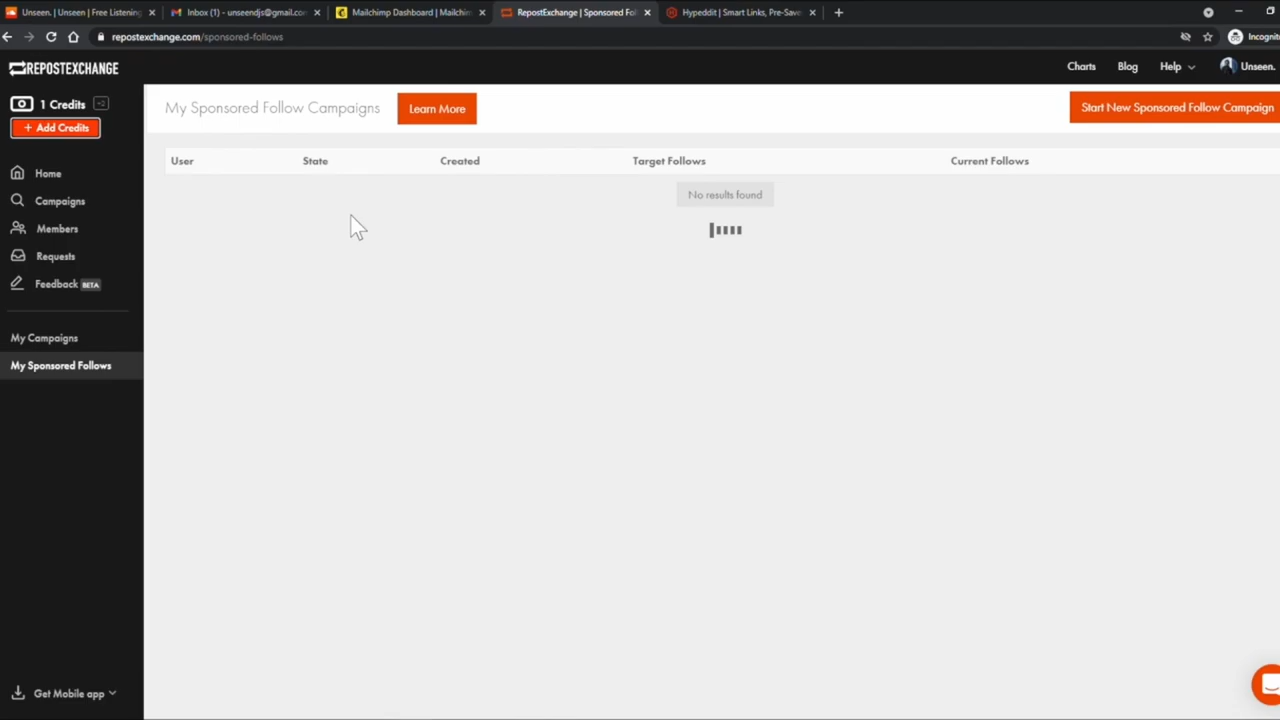 Unseen. | Unseen | Free Listening
Inbox (1) - unseendjs@gmail.co
Mailchimp Dashboard | Mailchim
RepostExchange | Sponsored Fol
Hypeddit | Smart Links, Pre-Save
repostexchange.com/sponsored-follows
Incognito
REPOSTEXCHANGE
Charts
Blog
Help
Unseen.
1 Credits
+ Add Credits
My Sponsored Follow Campaigns
Learn More
Start New Sponsored Follow Campaign
Home
Campaigns
Members
Requests
Feedback BETA
My Campaigns
My Sponsored Follows
User
State
Created
Target Follows
Current Follows
No results found
Get Mobile app